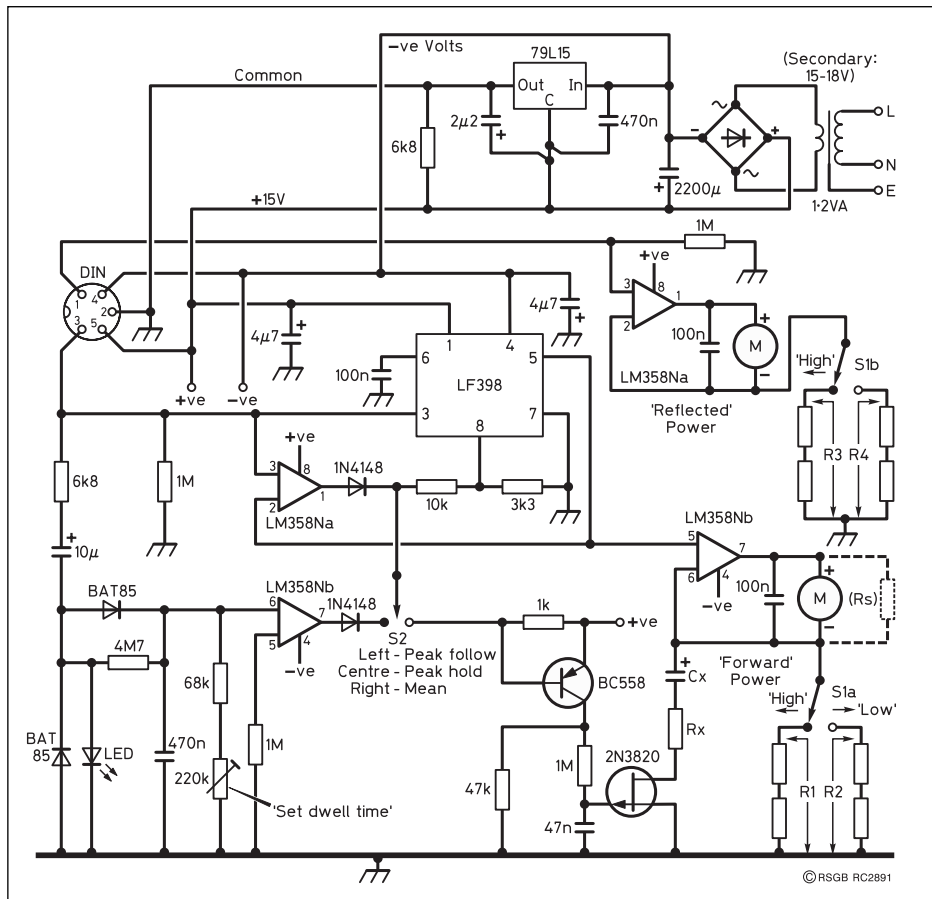 -ve Volts
79L15
(Secondary:
15-18V)
Common
Out
In
C
~
L
2µ2
+
470n
-
+
N
6k8
+
2200µ
~
E
+15V
1·2VA
1M
DIN
+ve
1
4
2
3
5
3
8
1
2
+
M
-
100n
LM358Na
4µ7
+
4µ7
+
1
4
6
5
LF398
3
7
8
100n
'High'
S1b
'Reflected'
Power
R3
R4
+ve
-ve
+ve
6k8
1M
3
8
1
2
1N4148
LM358Na
10k
3k3
+
10µ
LM358Nb
5
7
6
4
-ve
100n
+
M
-
(Rs)
BAT85
LM358Nb
6
7
5
4
-ve
1N4148
S2
Left - Peak follow
Centre - Peak hold
Right - Mean
1k
+ve
4M7
68k
BC558
+
Cx
'Forward'
Power
'High'
S1a
'Low'
BAT
85
LED
470n
220k
1M
'Set dwell time'
47k
1M
2N3820
47n
Rx
R1
R2
©RSGB RC2891